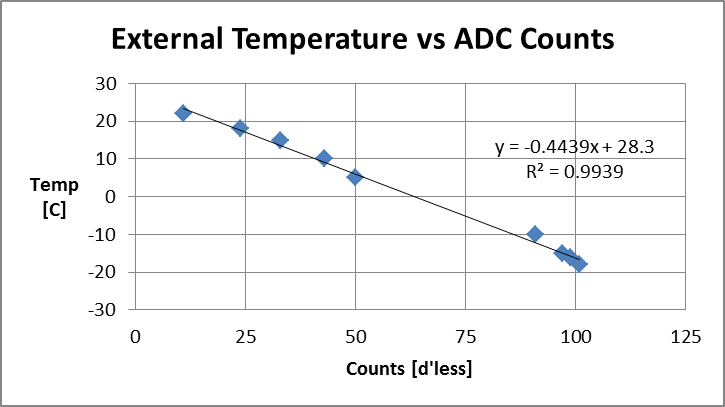 External Temperature vs ADC Counts
30
20
10
0
-10
-20
-30
Temp
[C]
y = -0.4439x + 28.3
R² = 0.9939
0 25 50 75 100 125
Counts [d'less]